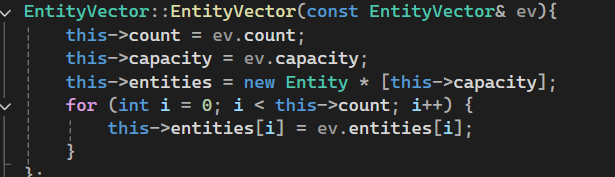 EntityVector::EntityVector(const EntityVector& ev){
    this->count = ev.count;
    this->capacity = ev.capacity;
    this->entities = new Entity * [this->capacity];
    for (int i = 0; i < this->count; i++) {
        this->entities[i] = ev.entities[i];
    }
};